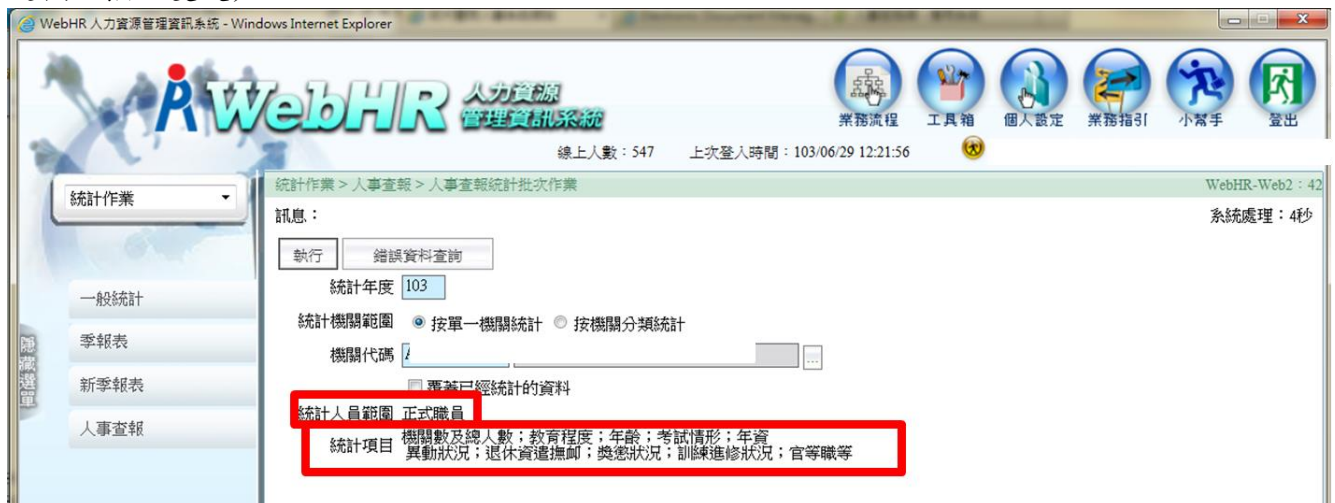 WebHR 人力資源管理資訊系統 - Windows Internet Explorer
WebHR 人力資源
管理資訊系統
業務流程 工具箱 個人設定 業務指引 小幫手 登出
線上人數：547 上次登入時間：103/06/29 12:21:56
統計作業
統計作業 > 人事查報 > 人事查報統計批次作業 WebHR-Web2：42
訊息： 系統處理：4秒
執行 錯誤資料查詢
統計年度 103
一般統計
統計機關範圍 按單一機關統計 按機關分類統計
季報表
隱藏選單
機關代碼 ...
新季報表
覆蓋已經統計的資料
統計人員範圍 正式職員
人事查報
統計項目 機關數及總人數；教育程度；年齡；考試情形；年資
異動狀況；退休資遣撫卹；獎懲狀況；訓練進修狀況；官等職等